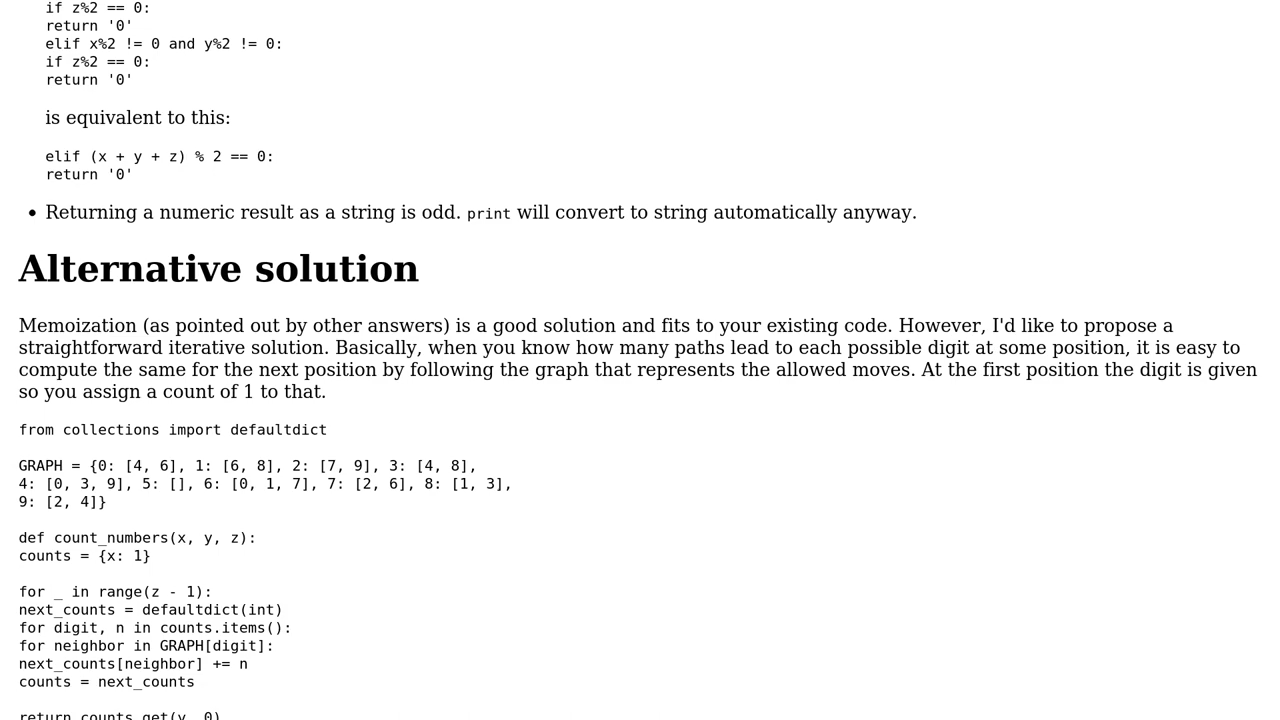 if z%2 == 0:
return '0'
elif x%2 != 0 and y%2 != 0:
if z%2 == 0:
return '0'
is equivalent to this:
elif (x + y + z) % 2 == 0:
return '0'
• Returning a numeric result as a string is odd. print will convert to string automatically anyway.
Alternative solution
Memoization (as pointed out by other answers) is a good solution and fits to your existing code. However, I'd like to propose a
straightforward iterative solution. Basically, when you know how many paths lead to each possible digit at some position, it is easy to
compute the same for the next position by following the graph that represents the allowed moves. At the first position the digit is given
so you assign a count of 1 to that.
from collections import defaultdict
GRAPH = {0: [4, 6], 1: [6, 8], 2: [7, 9], 3: [4, 8],
4: [0, 3, 9], 5: [], 6: [0, 1, 7], 7: [2, 6], 8: [1, 3],
9: [2, 4]}
def count_numbers(x, y, z):
counts = {x: 1}
for _ in range(z - 1):
next_counts = defaultdict(int)
for digit, n in counts.items():
for neighbor in GRAPH[digit]:
next_counts[neighbor] += n
counts = next_counts
return counts.get(y, 0)